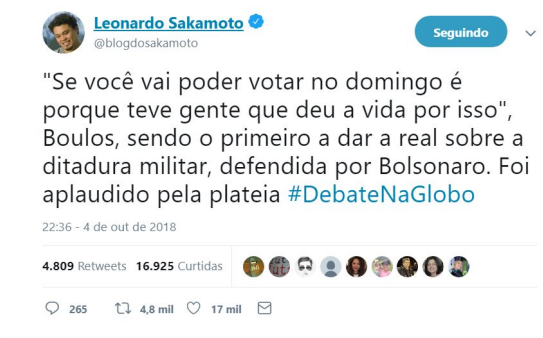 Leonardo Sakamoto
@blogdosakamoto
Seguindo
"Se você vai poder votar no domingo é
porque teve gente que deu a vida por isso",
Boulos, sendo o primeiro a dar a real sobre a
ditadura militar, defendida por Bolsonaro. Foi
aplaudido pela plateia #DebateNaGlobo
22:36 - 4 de out de 2018
4.809 Retweets 16.925 Curtidas
265 4,8 mil 17 mil